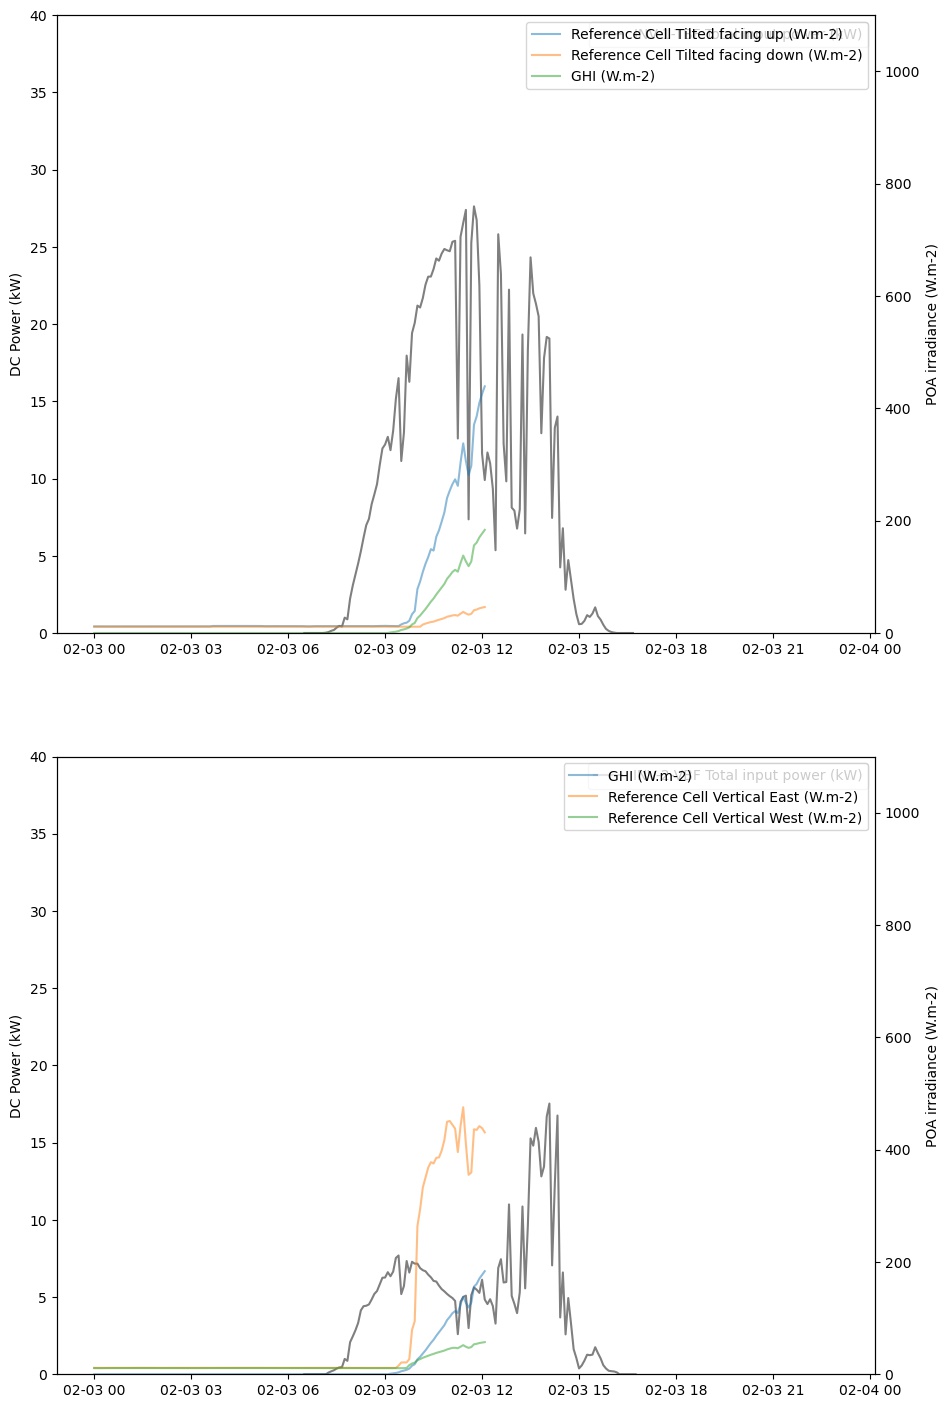 40
35
30
25
20
15
10
5
0
DC Power (kW)
Reference Cell Tilted facing up (W.m-2)
Reference Cell Tilted facing down (W.m-2)
GHI (W.m-2)
1000
800
600
400
200
0
POA irradiance (W.m-2)
02-03 00 02-03 03 02-03 06 02-03 09 02-03 12 02-03 15 02-03 18 02-03 21 02-04 00
40
35
30
25
20
15
10
5
0
DC Power (kW)
Total input power (kW)
GHI (W.m-2)
Reference Cell Vertical East (W.m-2)
Reference Cell Vertical West (W.m-2)
1000
800
600
400
200
0
POA irradiance (W.m-2)
02-03 00 02-03 03 02-03 06 02-03 09 02-03 12 02-03 15 02-03 18 02-03 21 02-04 00